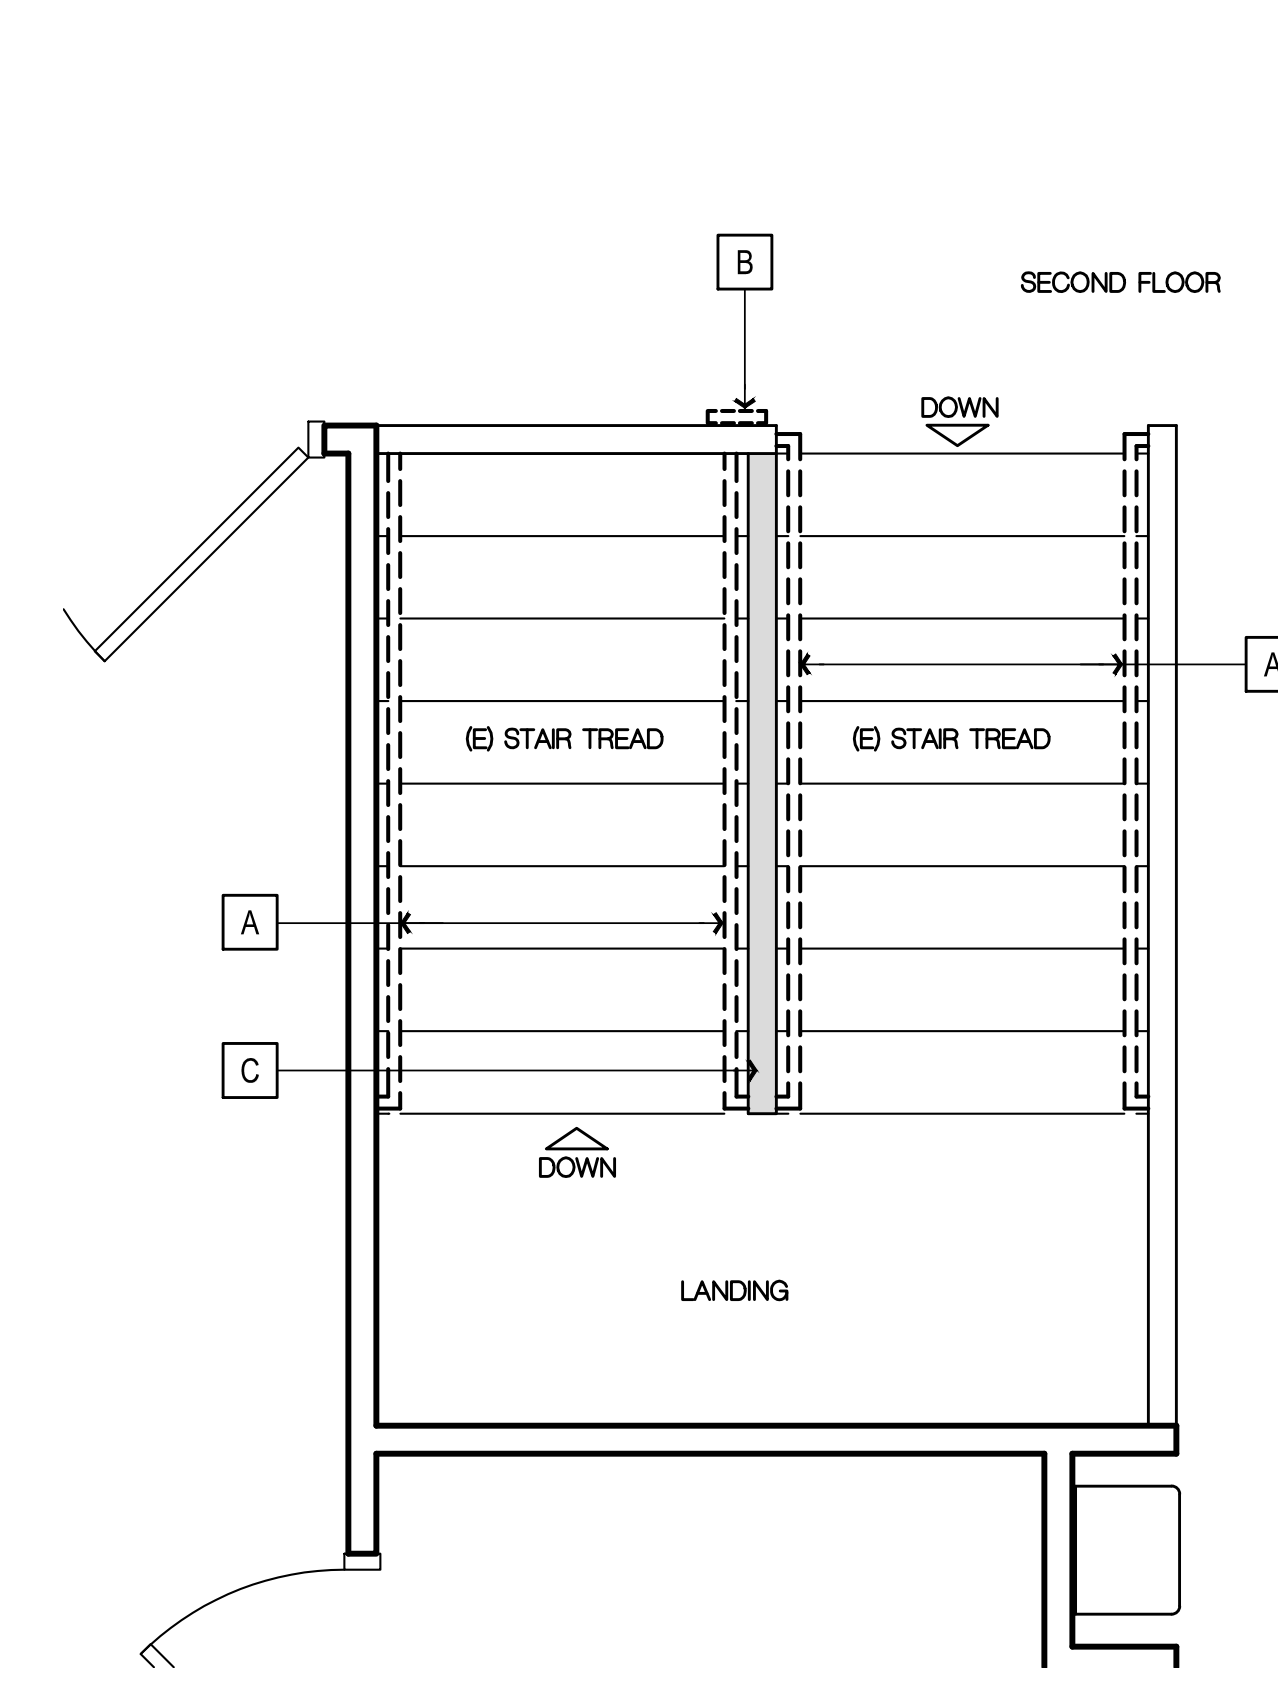 B
SECOND FLOOR
DOWN
A
(E) STAIR TREAD
(E) STAIR TREAD
A
C
DOWN
LANDING